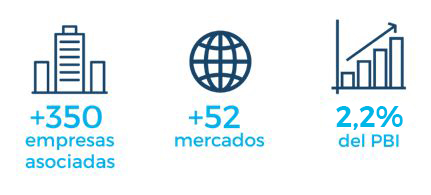 +350
empresas
asociadas
+52
mercados
2,2%
del PBI